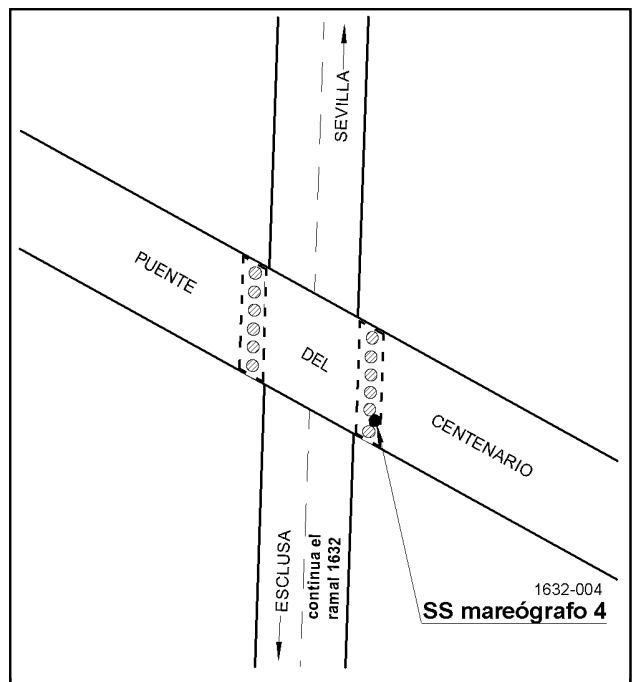 SEVILLA
PUENTE
DEL
CENTENARIO
ESCLUSA
continua el
ramal 1632
1632-004
SS mareógrafo 4